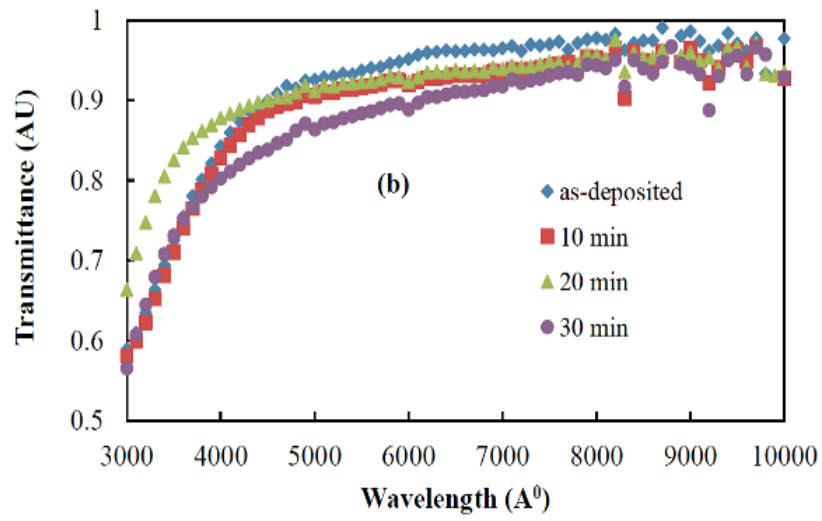 Transmittance (AU)
1
0.9
0.8
0.7
0.6
0.5
(b)
as-deposited
10 min
20 min
30 min
3000 4000 5000 6000 7000 8000 9000 10000
Wavelength (A⁰)